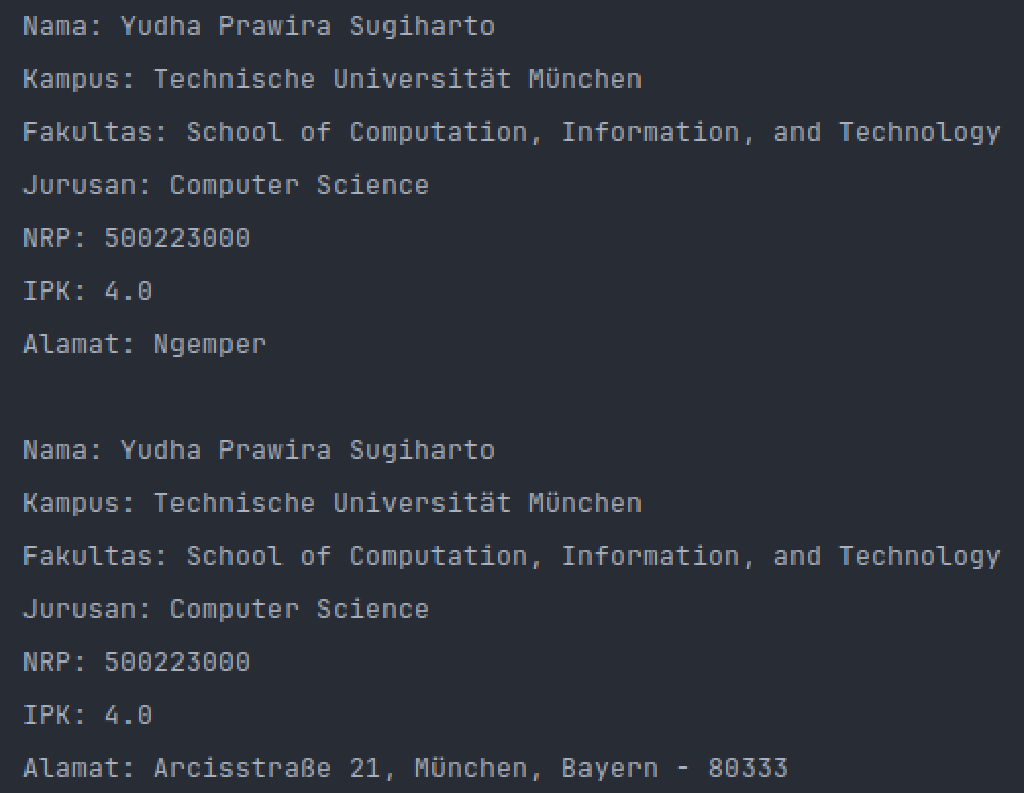 Nama: Yudha Prawira Sugiharto
Kampus: Technische Universität München
Fakultas: School of Computation, Information, and Technology
Jurusan: Computer Science
NRP: 500223000
IPK: 4.0
Alamat: Ngemper
Nama: Yudha Prawira Sugiharto
Kampus: Technische Universität München
Fakultas: School of Computation, Information, and Technology
Jurusan: Computer Science
NRP: 500223000
IPK: 4.0
Alamat: Arcisstraße 21, München, Bayern - 80333